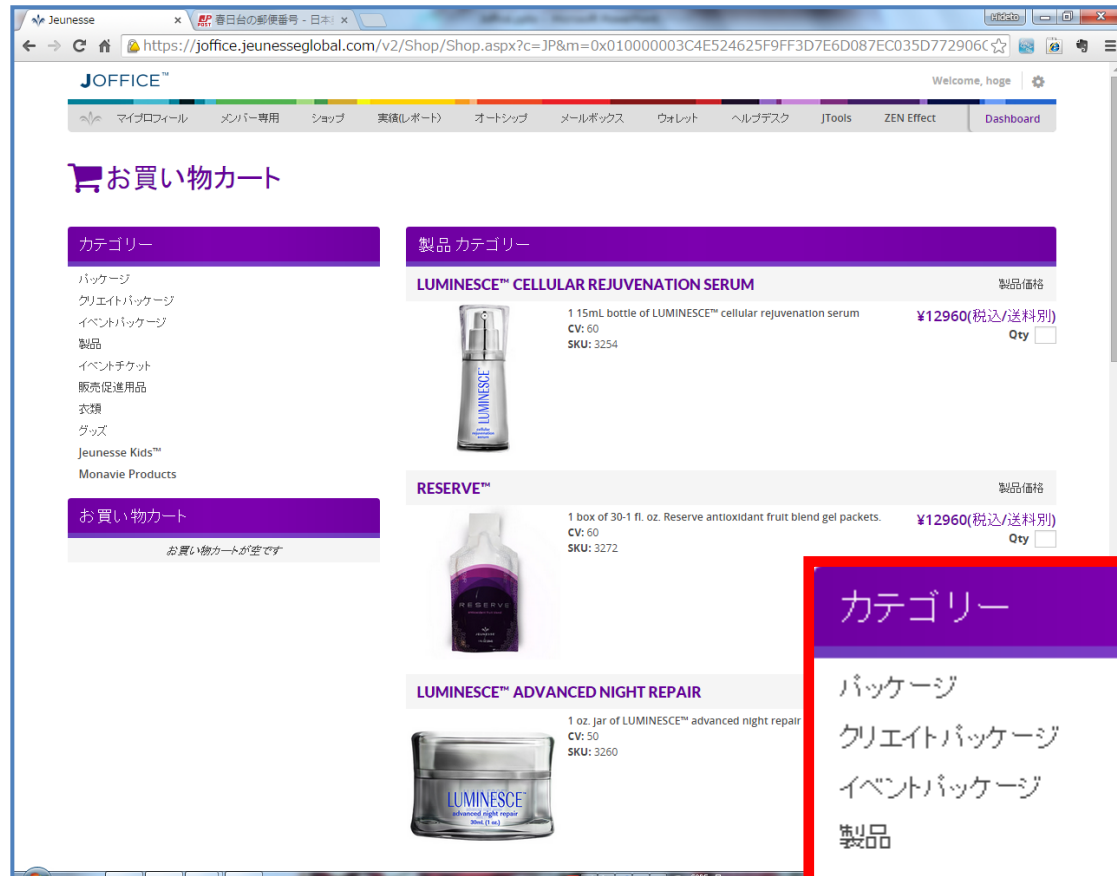 Jeunesse
春日台の郵便番号 - 日本
Hideto
https://joffice.jeunesseglobal.com/v2/Shop/Shop.aspx?c=JP&m=0x010000003C4E524625F9FF3D7E6D087EC035D772906C
JOFFICE™
Welcome, hoge
マイプロフィール メンバー専用 ショップ 実績(レポート) オートシップ メールボックス ウォレット ヘルプデスク JTools ZEN Effect Dashboard
お買い物カート
カテゴリー
パッケージ
クリエイトパッケージ
イベントパッケージ
製品
イベントチケット
販売促進用品
衣類
グッズ
Jeunesse Kids™
Monavie Products
お買い物カート
お買い物カートが空です
製品 カテゴリー
LUMINESCE™ CELLULAR REJUVENATION SERUM 製品価格
1 15mL bottle of LUMINESCE™ cellular rejuvenation serum ¥12960(税込/送料別)
CV: 60 Qty
SKU: 3254
LUMINESCE
cellular
rejuvenation
serum
RESERVE™ 製品価格
1 box of 30-1 fl. oz. Reserve antioxidant fruit blend gel packets. ¥12960(税込/送料別)
CV: 60 Qty
SKU: 3272
RESERVE
LUMINESCE™ ADVANCED NIGHT REPAIR
1 oz. jar of LUMINESCE™ advanced night repair
CV: 50
SKU: 3260
LUMINESCE™
advanced night repair
30mL (1 oz.)
カテゴリー
パッケージ
クリエイトパッケージ
イベントパッケージ
製品